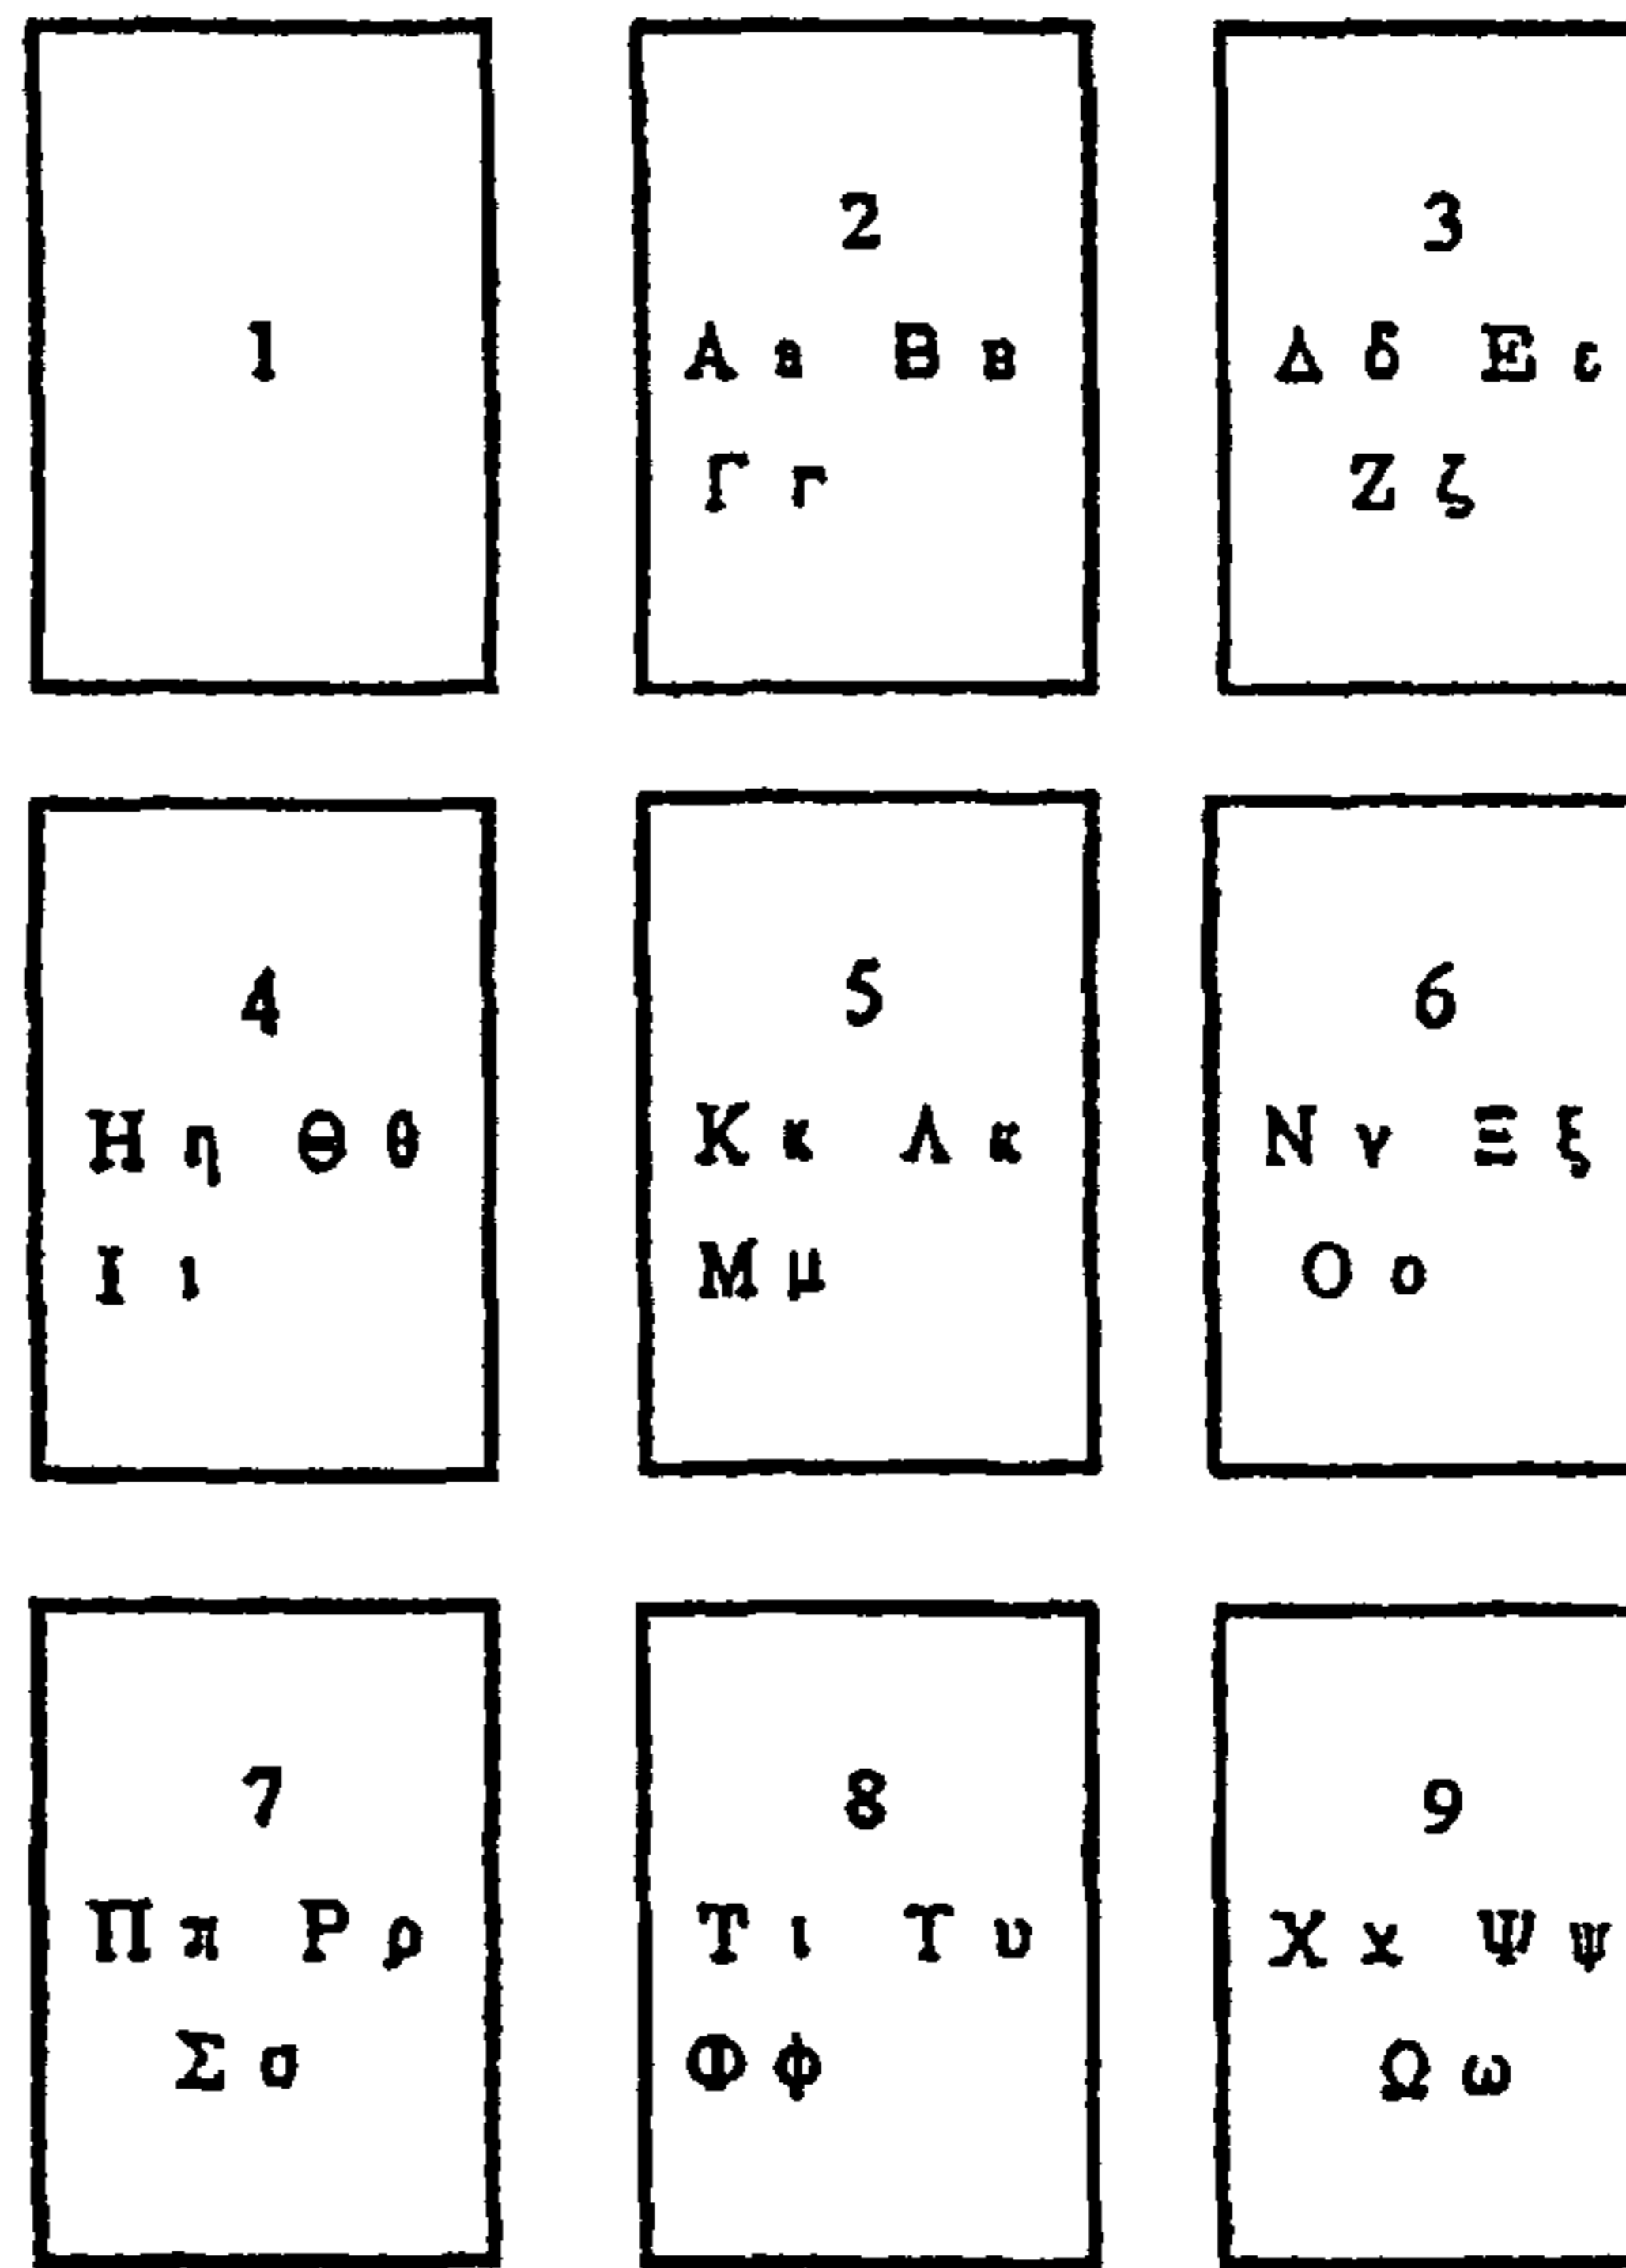 1
2
Α a Β в
Γ r
3
Δ δ Ε ε
Ζ ζ
4
Η η Θ θ
Ι ι
5
Κ κ Λ α
Μ μ
6
Ν ν Ξ ξ
Ο ο
7
Π π Ρ ρ
Σ σ
8
Τ ι Υ υ
Φ φ
9
Χ χ Ψ ψ
Ω ω